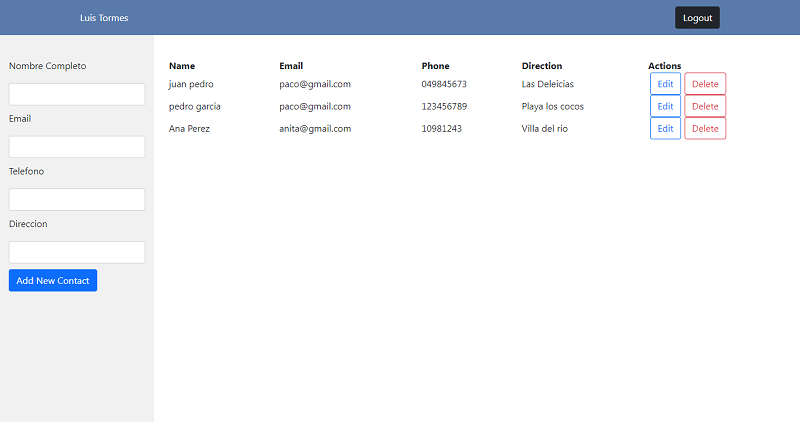 Luis Tormes Logout
Nombre Completo
Email
Telefono
Direccion
Add New Contact
Name Email Phone Direction Actions
juan pedro paco@gmail.com 049845673 Las Deleicias Edit Delete
pedro garcia paco@gmail.com 123456789 Playa los cocos Edit Delete
Ana Perez anita@gmail.com 10981243 Villa del rio Edit Delete